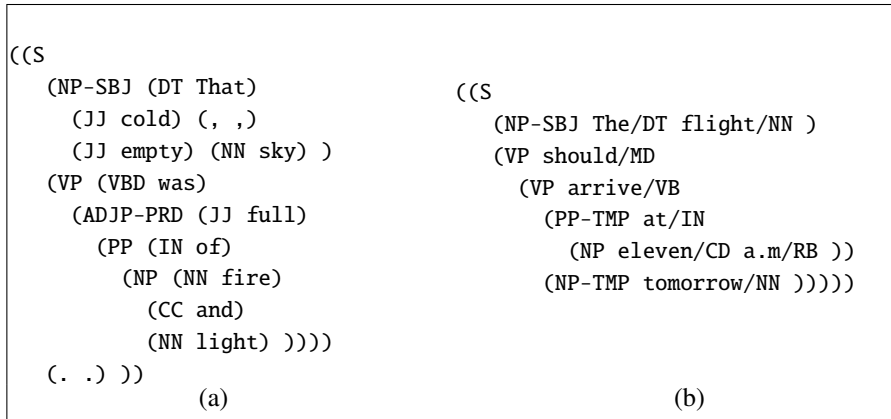 ((S
(NP-SBJ (DT That)
(JJ cold) (, ,)
(JJ empty) (NN sky) )
(VP (VBD was)
(ADJP-PRD (JJ full)
(PP (IN of)
(NP (NN fire)
(CC and)
(NN light) ))))
(. .) ))
(a)
((S
(NP-SBJ The/DT flight/NN )
(VP should/MD
(VP arrive/VB
(PP-TMP at/IN
(NP eleven/CD a.m/RB ))
(NP-TMP tomorrow/NN )))))
(b)